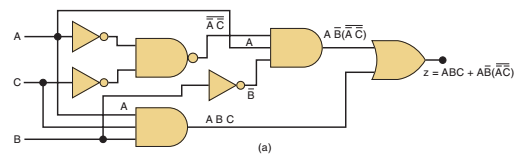 A̿ C̿
A B̅(A̿ C̿)
A
A
z = ABC + AB̅(A̿C̿)
C
B̅
A
A B C
B
(a)